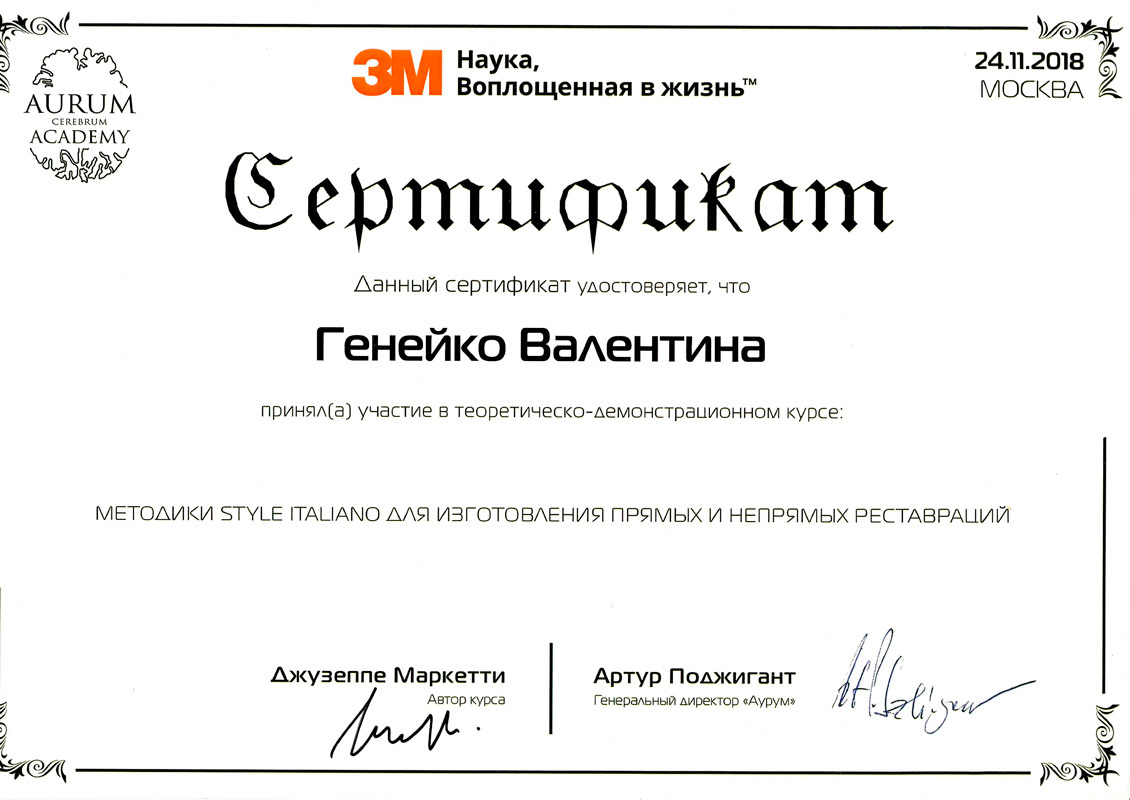 AURUM
CEREBRUM
ACADEMY
3M Наука,
Воплощенная в жизнь™
24.11.2018
МОСКВА
Сертификат
Данный сертификат удостоверяет, что
Генейко Валентина
принял(а) участие в теоретическо-демонстрационном курсе:
МЕТОДИКИ STYLE ITALIANO ДЛЯ ИЗГОТОВЛЕНИЯ ПРЯМЫХ И НЕПРЯМЫХ РЕСТАВРАЦИЙ
Джузеппе Маркетти
Автор курса
Артур Поджигант
Генеральный директор «Аурум»